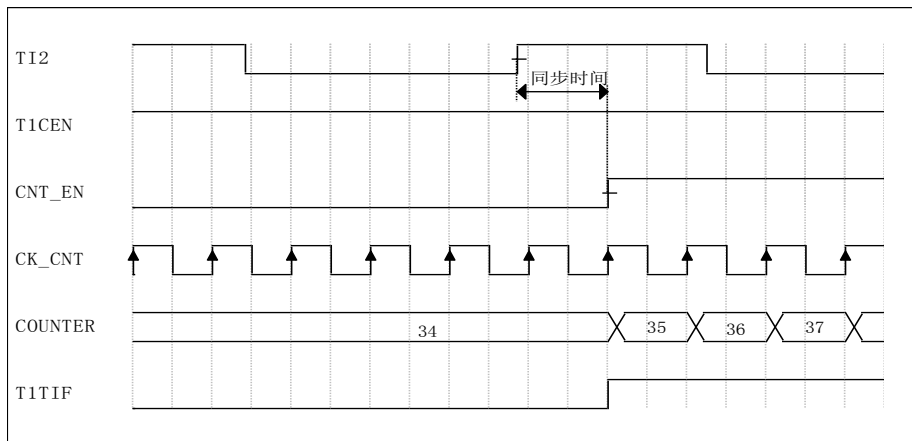 TI2
同步时间
T1CEN
CNT_EN
CK_CNT
COUNTER
34
35
36
37
T1TIF